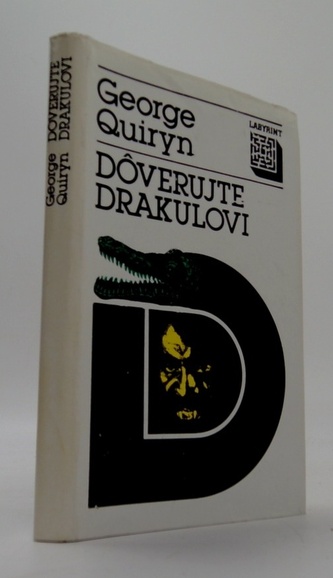 George
Quiryn
DÔVERUJTE
DRAKULOVI
LABYRINT
George
Quiryn
DÔVERUJTE
DRAKULOVI
D